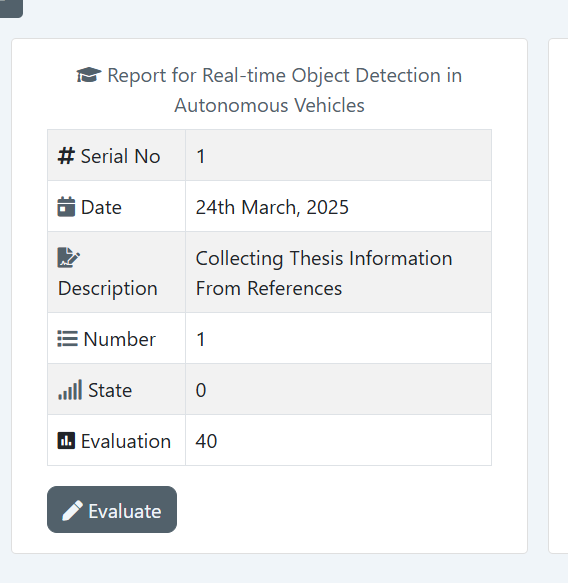 Report for Real-time Object Detection in
Autonomous Vehicles
Serial No 1
Date 24th March, 2025
Description Collecting Thesis Information
From References
Number 1
State 0
Evaluation 40
Evaluate